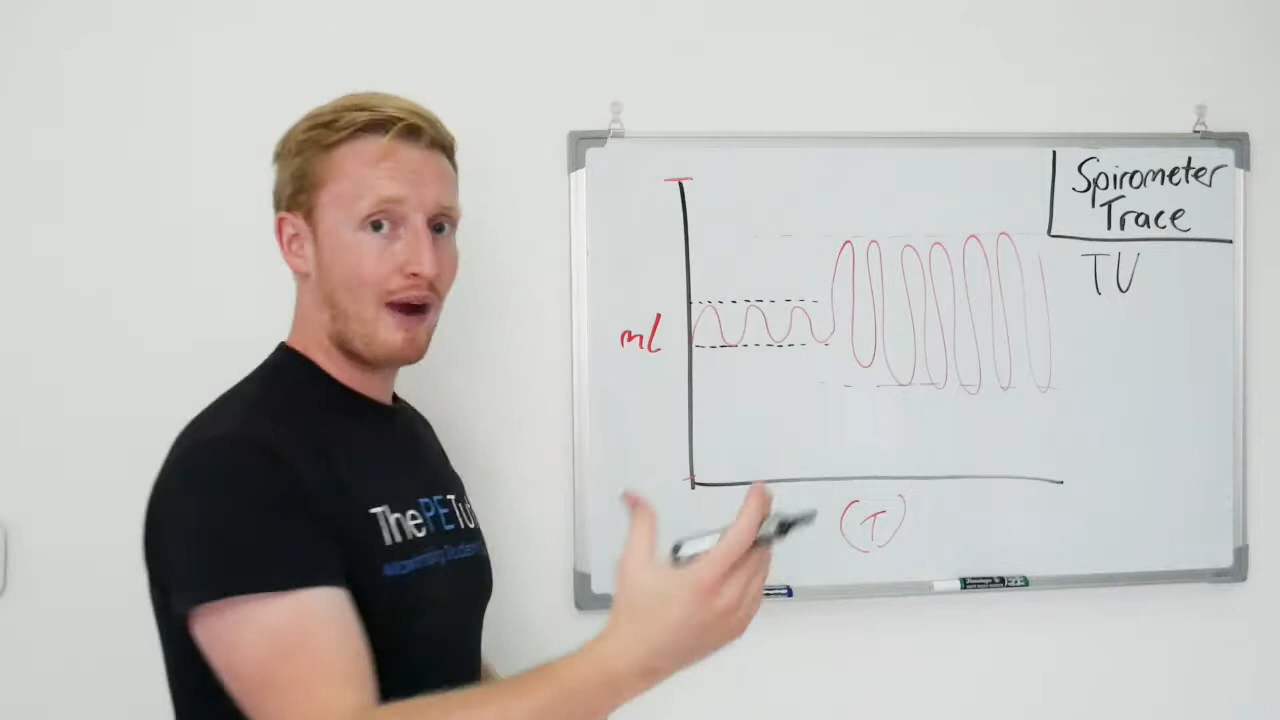 Spirometer
Trace
TV
ml
(T)
ThePETu